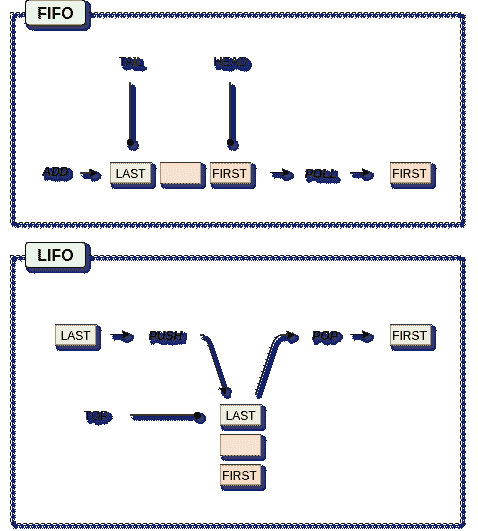 FIFO
TAIL HEAD
ADD LAST FIRST POLL FIRST
LIFO
LAST PUSH POP FIRST
TOP LAST
FIRST